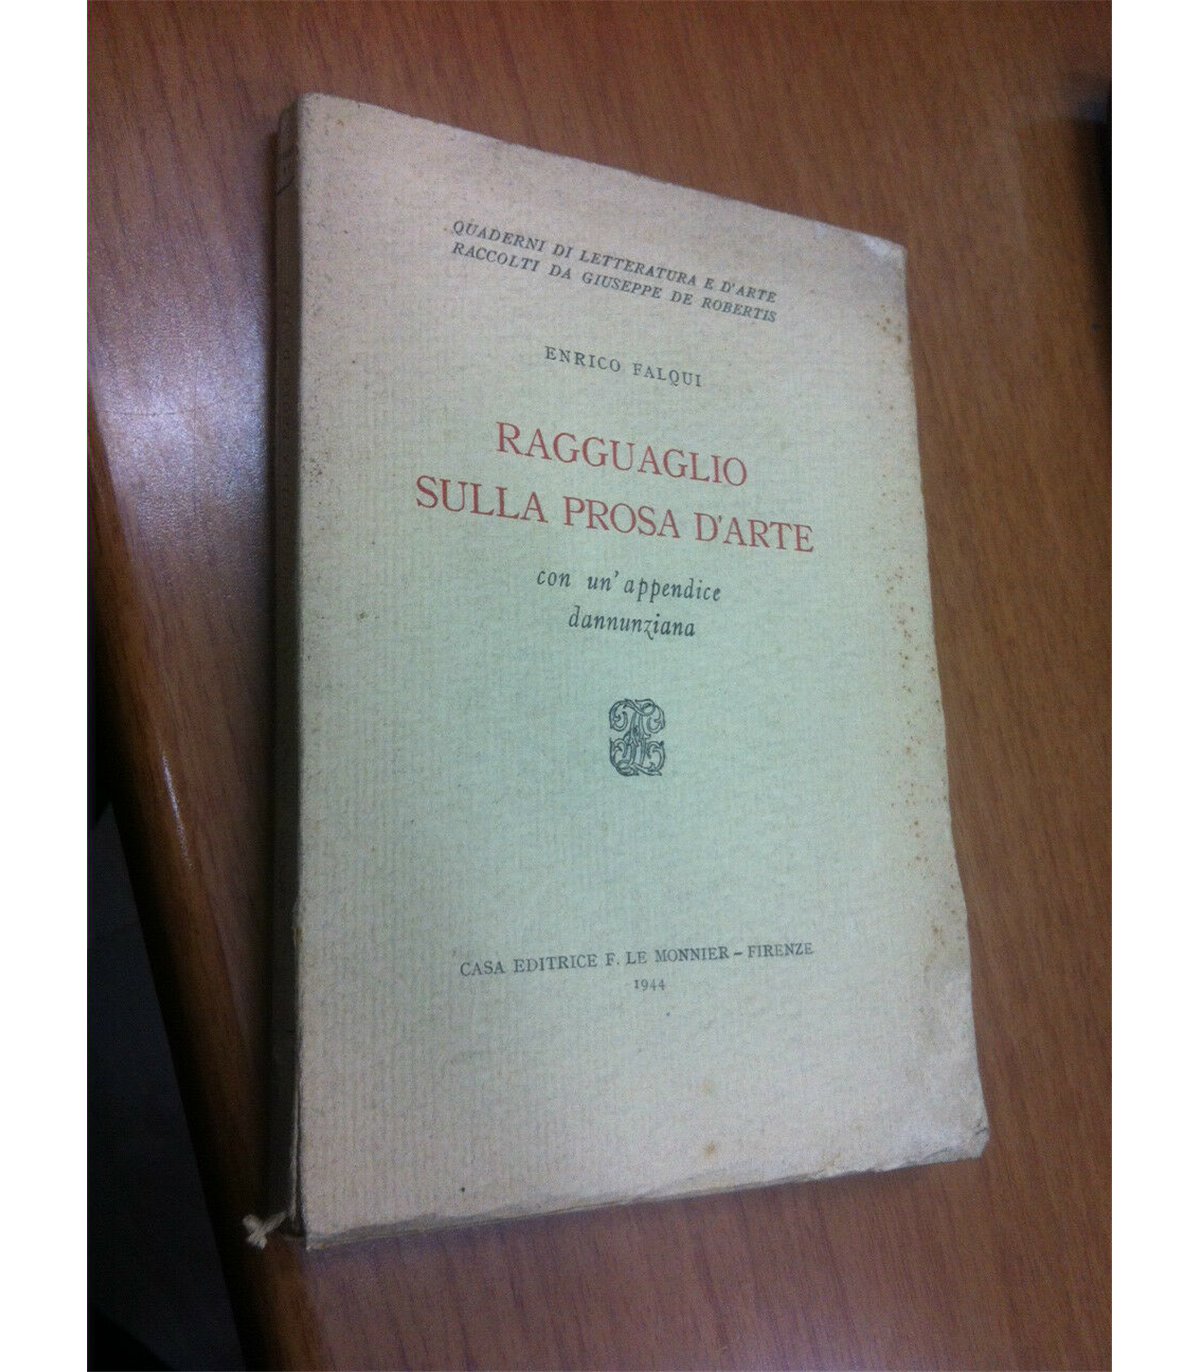 QUADERNI DI LETTERATURA E D'ARTE
RACCOLTI DA GIUSEPPE DE ROBERTIS
ENRICO FALQUI
RAGGUAGLIO
SULLA PROSA D'ARTE
con un' appendice
dannunziana
CASA EDITRICE F. LE MONNIER – FIRENZE
1944